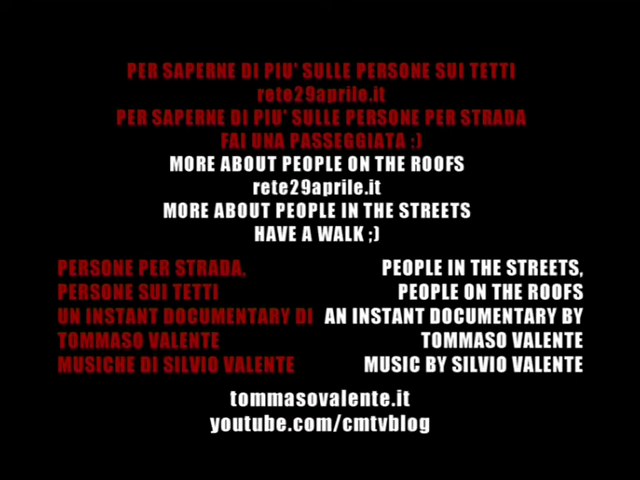 PER SAPERNE DI PIU' SULLE PERSONE SUI TETTI
rete29aprile.it
PER SAPERNE DI PIU' SULLE PERSONE PER STRADA
FAI UNA PASSEGGIATA ;)
MORE ABOUT PEOPLE ON THE ROOFS
rete29aprile.it
MORE ABOUT PEOPLE IN THE STREETS
HAVE A WALK ;)
PERSONE PER STRADA,
PERSONE SUI TETTI
UN INSTANT DOCUMENTARY DI
TOMMASO VALENTE
MUSICHE DI SILVIO VALENTE
PEOPLE IN THE STREETS,
PEOPLE ON THE ROOFS
AN INSTANT DOCUMENTARY BY
TOMMASO VALENTE
MUSIC BY SILVIO VALENTE
tommasovalente.it
youtube.com/cmtvblog